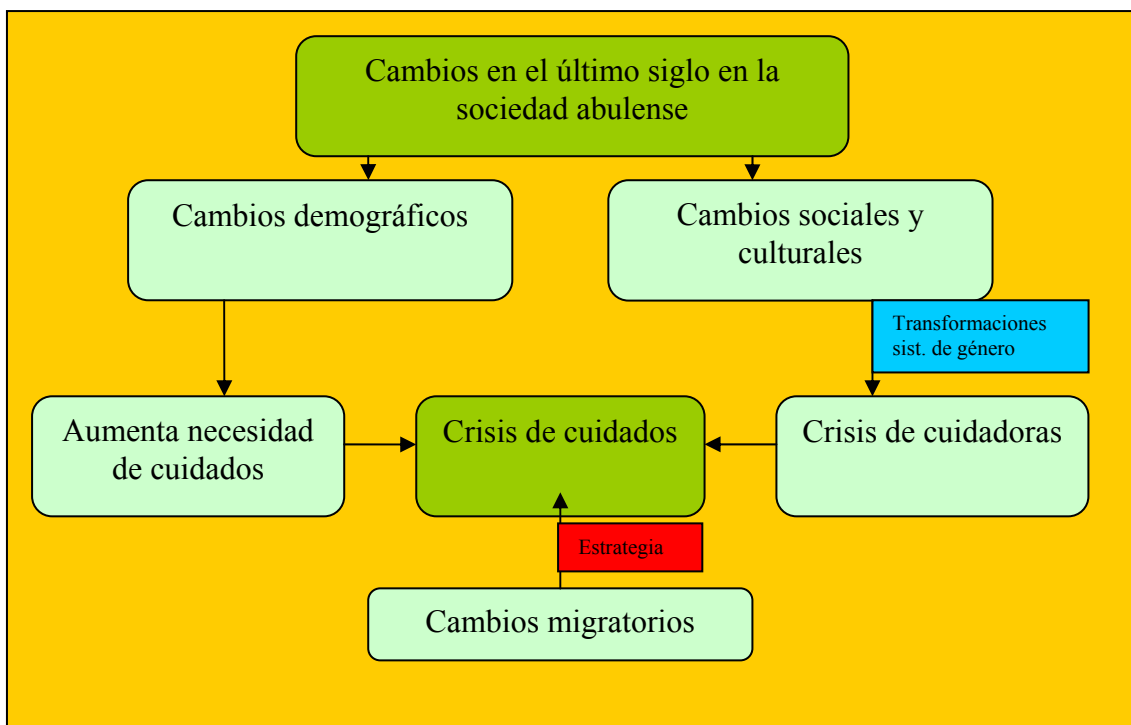 Cambios en el último siglo en la
sociedad abulense
Cambios demográficos
Cambios sociales y
culturales
Transformaciones
sist. de género
Aumenta necesidad
de cuidados
Crisis de cuidados
Crisis de cuidadoras
Estrategia
Cambios migratorios